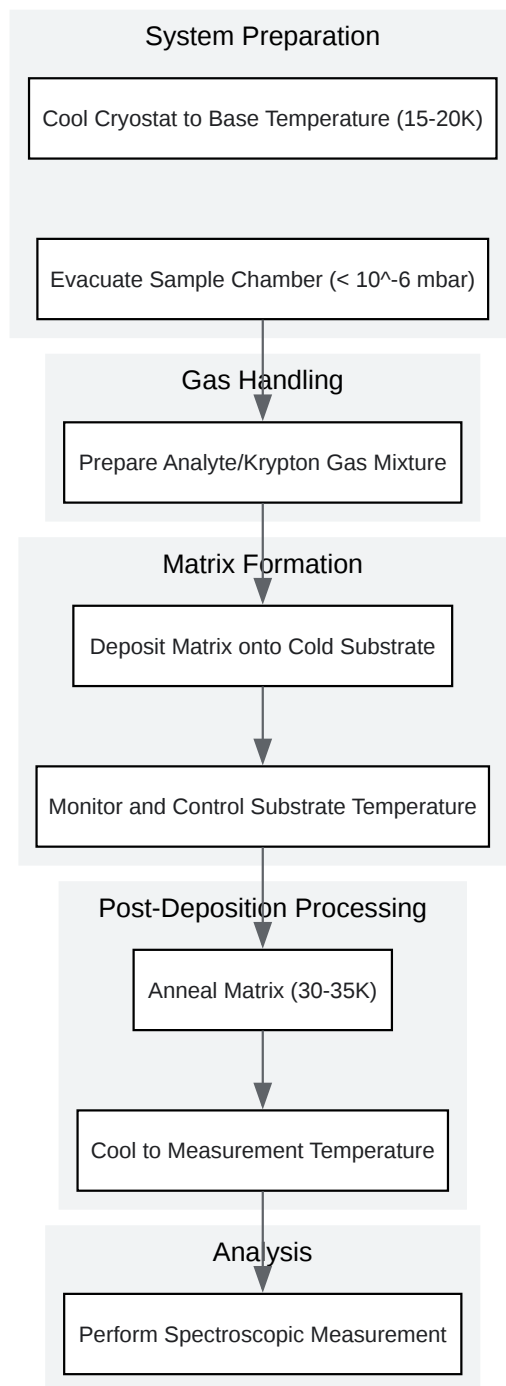 System Preparation
Cool Cryostat to Base Temperature (15-20K)
Evacuate Sample Chamber (< 10^-6 mbar)
Gas Handling
Prepare Analyte/Krypton Gas Mixture
Matrix Formation
Deposit Matrix onto Cold Substrate
Monitor and Control Substrate Temperature
Post-Deposition Processing
Anneal Matrix (30-35K)
Cool to Measurement Temperature
Analysis
Perform Spectroscopic Measurement